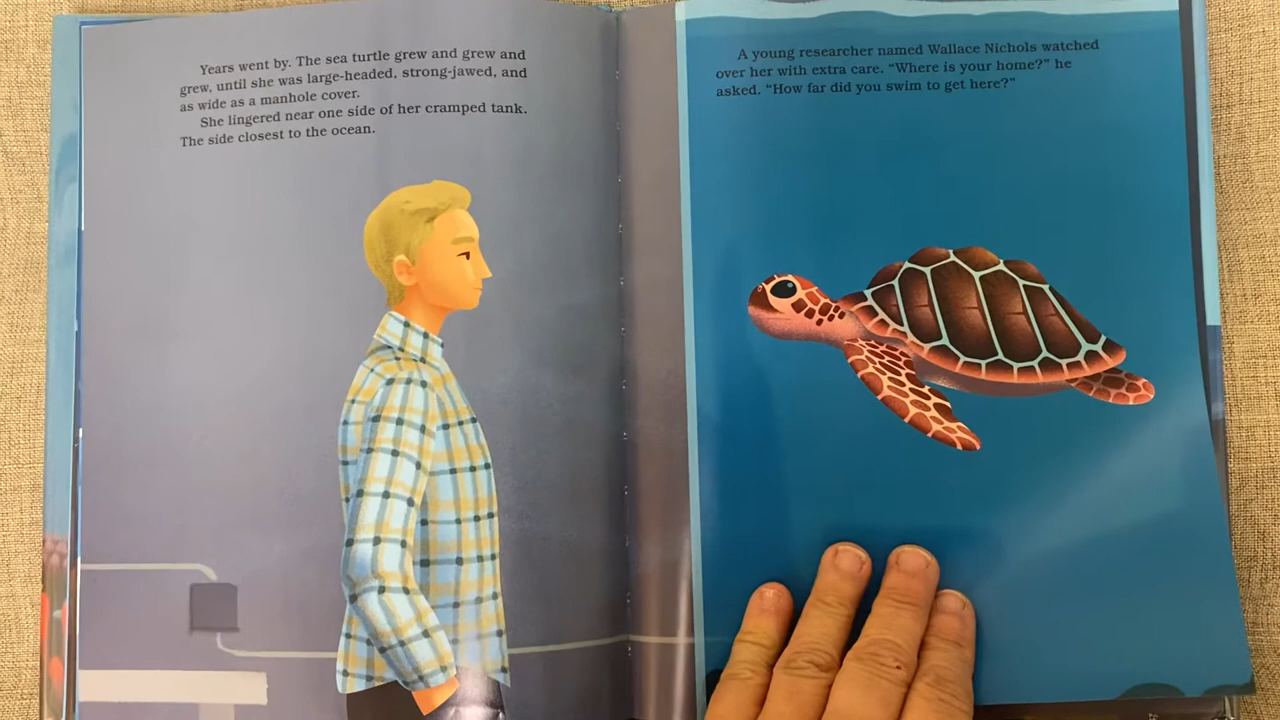 Years went by. The sea turtle grew and grew and
grew, until she was large-headed, strong-jawed, and
as wide as a manhole cover.
She lingered near one side of her cramped tank.
The side closest to the ocean.
A young researcher named Wallace Nichols watched
over her with extra care. “Where is your home?” he
asked. “How far did you swim to get here?”